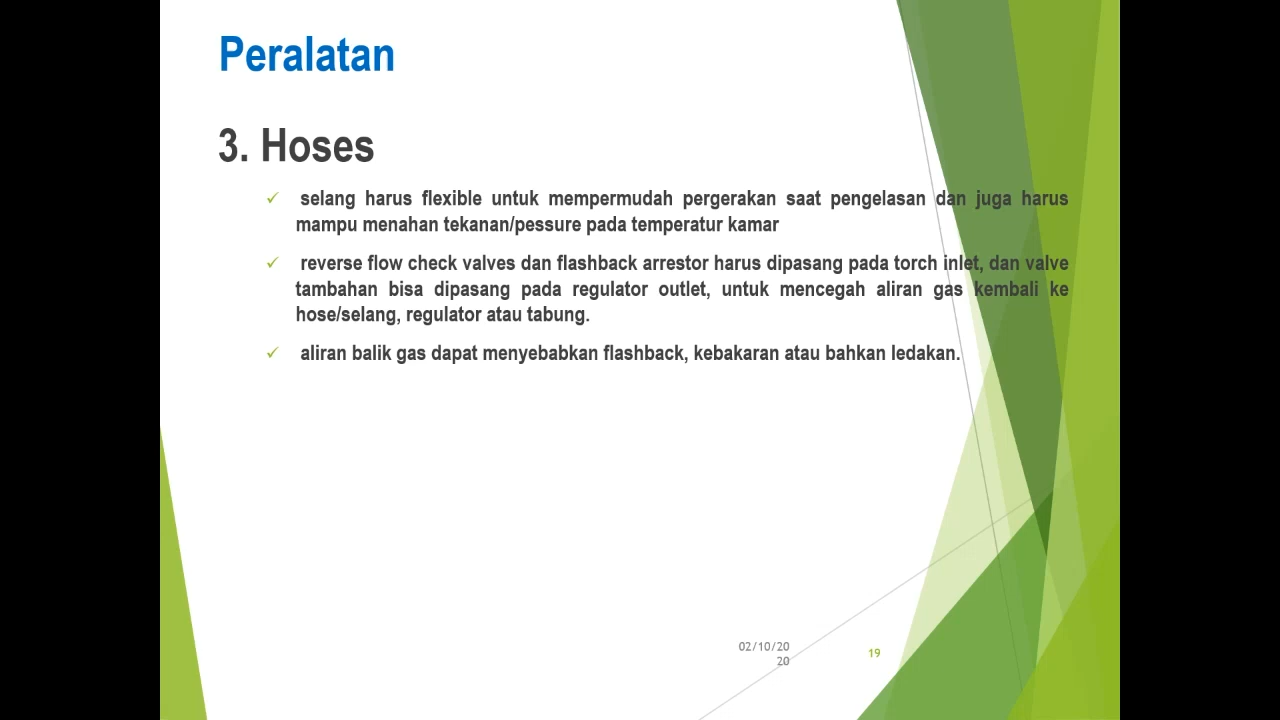 Peralatan
3. Hoses
✓ selang harus flexible untuk mempermudah pergerakan saat pengelasan dan juga harus
mampu menahan tekanan/pessure pada temperatur kamar
✓ reverse flow check valves dan flashback arrestor harus dipasang pada torch inlet, dan valve
tambahan bisa dipasang pada regulator outlet, untuk mencegah aliran gas kembali ke
hose/selang, regulator atau tabung.
✓ aliran balik gas dapat menyebabkan flashback, kebakaran atau bahkan ledakan.
02/10/20
20
19